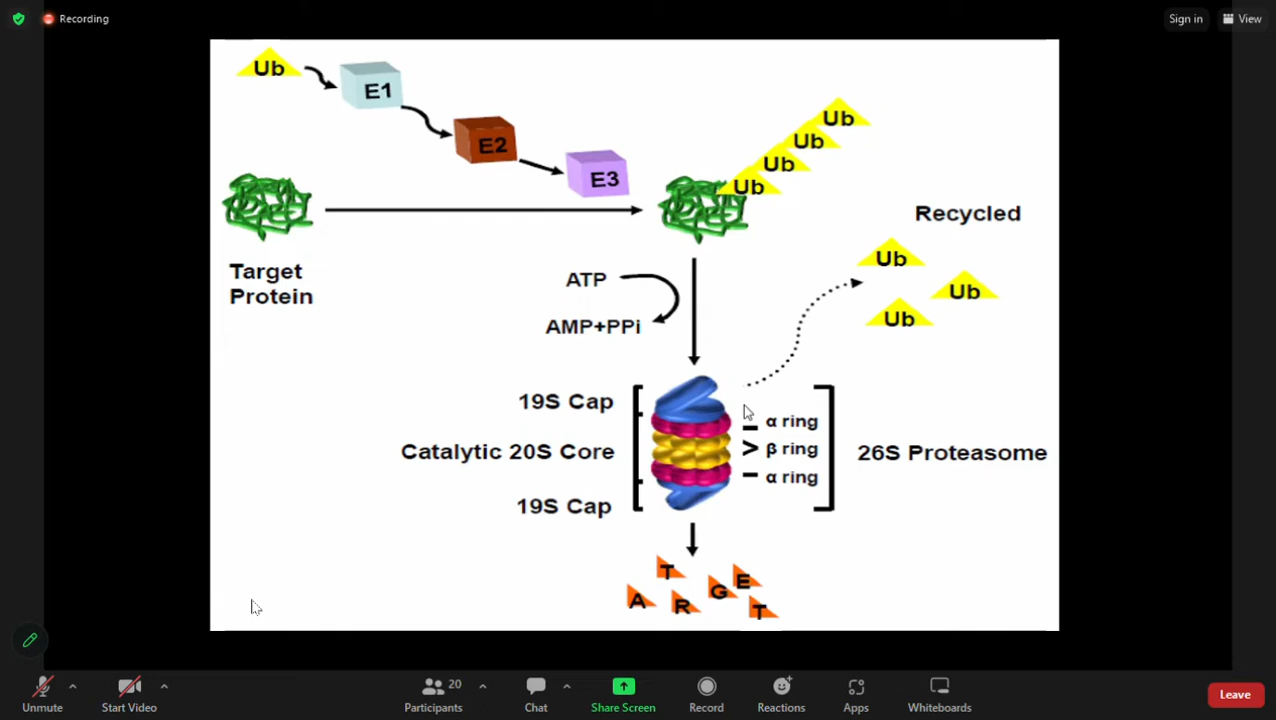 Recording
Sign in
View
Ub
E1
E2
E3
Ub
Ub
Ub
Ub
Target
Protein
Recycled
Ub
Ub
Ub
ATP
AMP+PPi
19S Cap
Catalytic 20S Core
19S Cap
α ring
β ring
α ring
26S Proteasome
T
A
R
G
E
T
Unmute
Start Video
20
Participants
Chat
Share Screen
Record
Reactions
Apps
Whiteboards
Leave